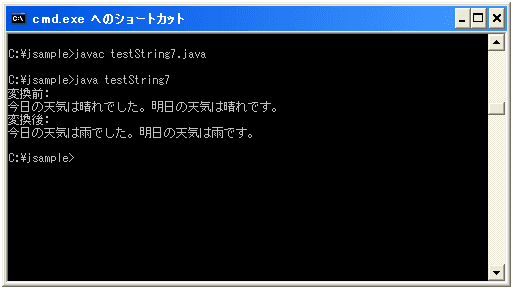 cmd.exe へのショートカット
C:¥jsample>javac testString7.java
C:¥jsample>java testString7
変換前:
今日の天気は晴れでした。明日の天気は晴れです。
変換後:
今日の天気は雨でした。明日の天気は雨です。
C:¥jsample>